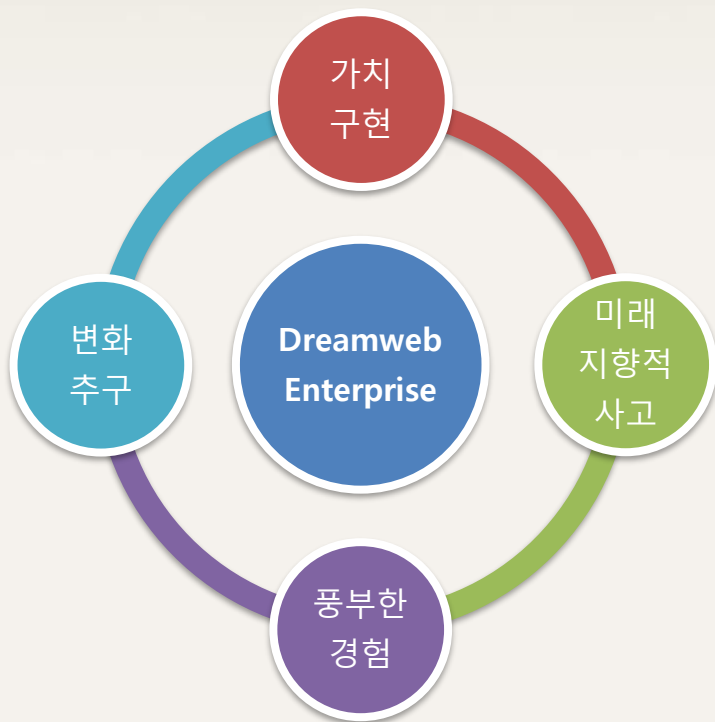 가치
구현
변화
추구
Dreamweb
Enterprise
미래
지향적
사고
풍부한
경험